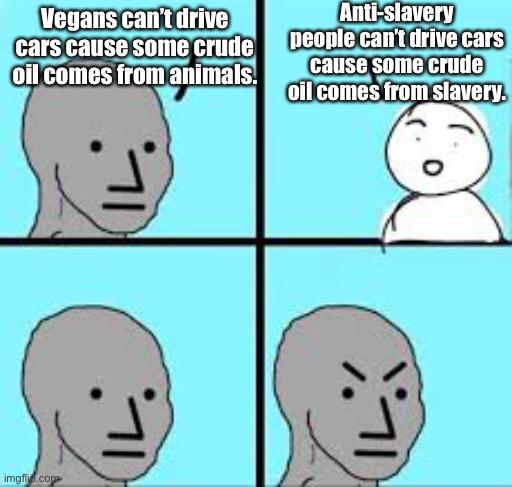 Vegans can’t drive
cars cause some crude
oil comes from animals.
Anti-slavery
people can’t drive cars
cause some crude
oil comes from slavery.
imgflip.com